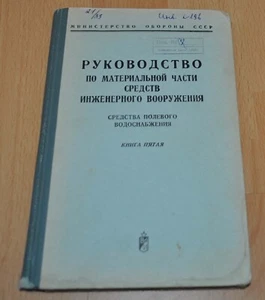 МИНИСТЕРСТВО ОБОРОНЫ СССР
РУКОВОДСТВО
ПО МАТЕРИАЛЬНОЙ ЧАСТИ
СРЕДСТВ
ИНЖЕНЕРНОГО ВООРУЖЕНИЯ
СРЕДСТВА ПОЛЕВОГО
ВОДОСНАБЖЕНИЯ
КНИГА ПЯТАЯ